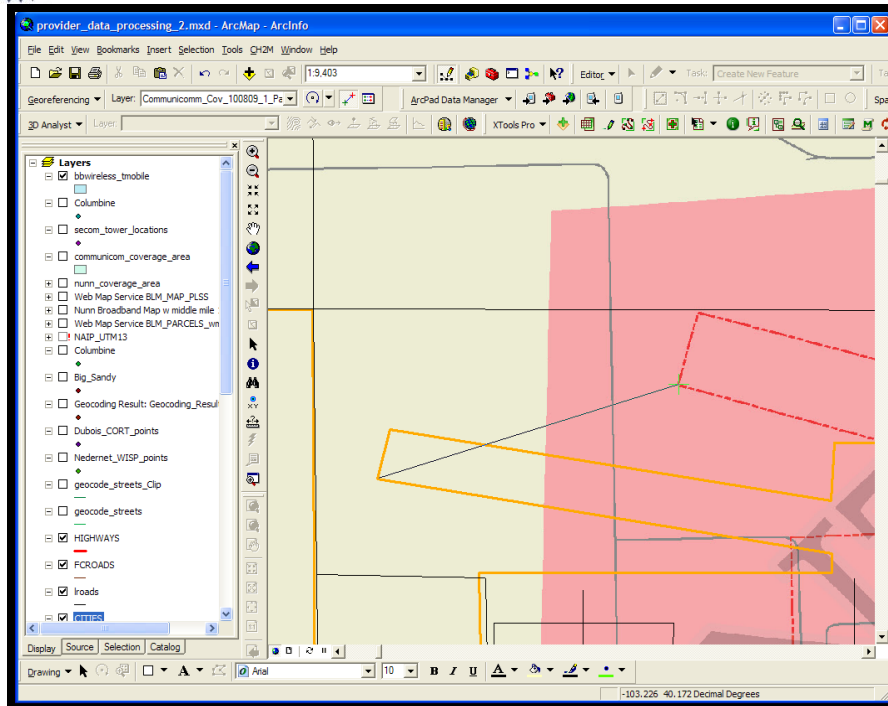 provider_data_processing_2.mxd - ArcMap - ArcInfo
File Edit View Bookmarks Insert Selection Tools CH2M Window Help
1:9,403 Editor Task: Create New Feature Ta
Georeferencing Layer: Communicomm_Cov_100809_1_Pa ArcPad Data Manager Spa
3D Analyst Layer: XTools Pro
Layers
bbwireless_tmobile
Columbine
secom_tower_locations
communicom_coverage_area
nunn_coverage_area
Web Map Service BLM_MAP_PLSS
Nunn Broadband Map w middle mile
Web Map Service BLM_PARCELS_wm
NAIP_UTM13
Columbine
Big_Sandy
Geocoding Result: Geocoding_Resul
Dubois_CORT_points
Nedernet_WISP_points
geocode_streets_Clip
geocode_streets
HIGHWAYS
FCROADS
lroads
CITIES
Display Source Selection Catalog
Drawing A Arial 10 B I U A
-103.226 40.172 Decimal Degrees